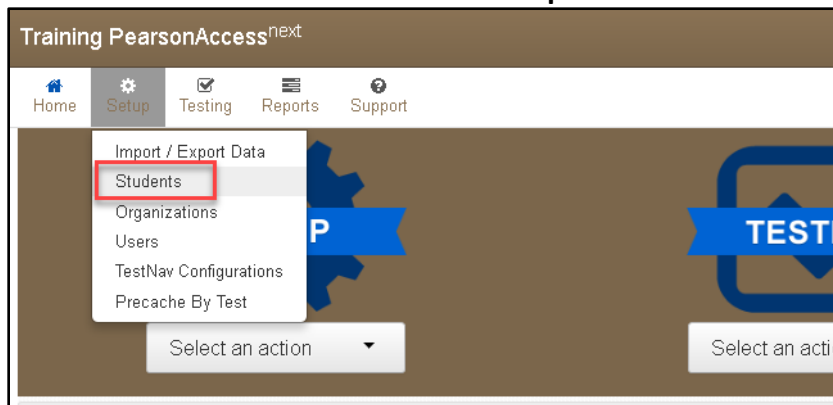 Training PearsonAccess next
Home Setup Testing Reports Support
Import / Export Data
Students
Organizations
Users
TestNav Configurations
Precache By Test
P
TEST
Select an action
Select an acti